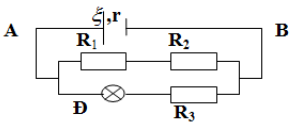 A ξ,r B
R₁ R₂
Đ R₃